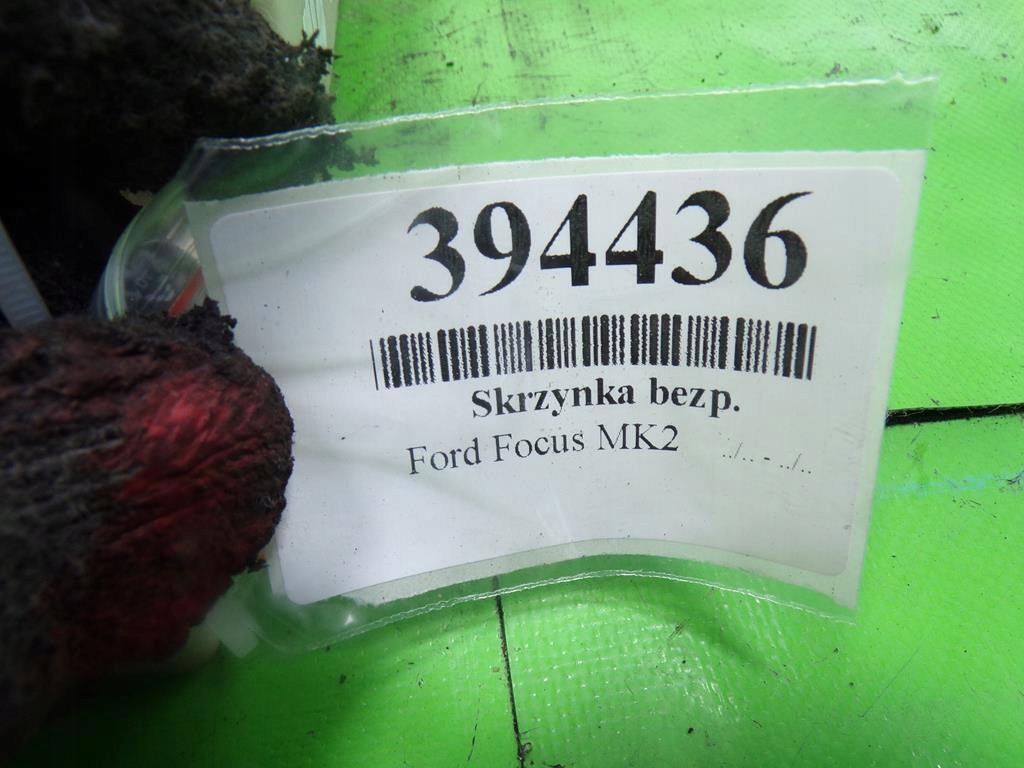 394436
Skrzynka bezp.
Ford Focus MK2 ../.. - ../..